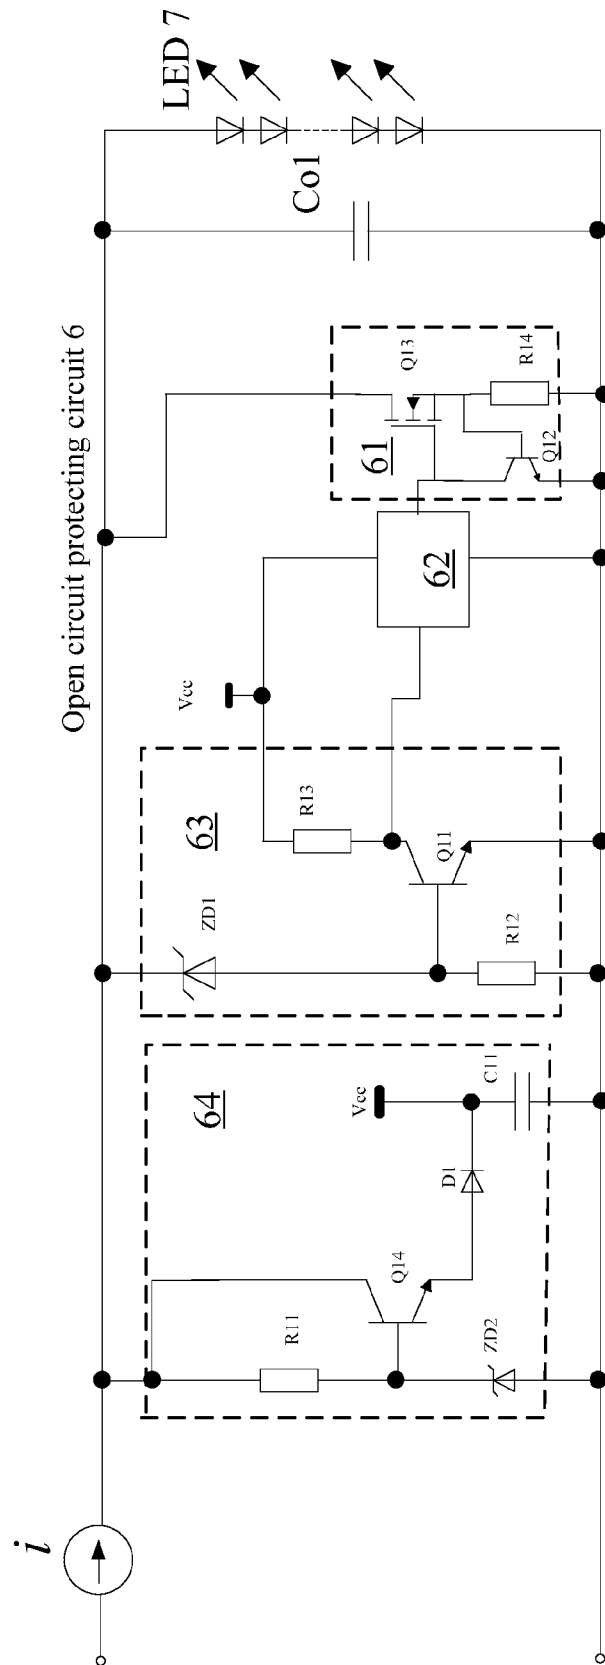 i
Open circuit protecting circuit 6
LED 7
64
R11
Q14
ZD2
D1
Vcc
C11
63
ZD1
R13
Q11
R12
Vcc
62
61
Q13
R14
Q12
Co1